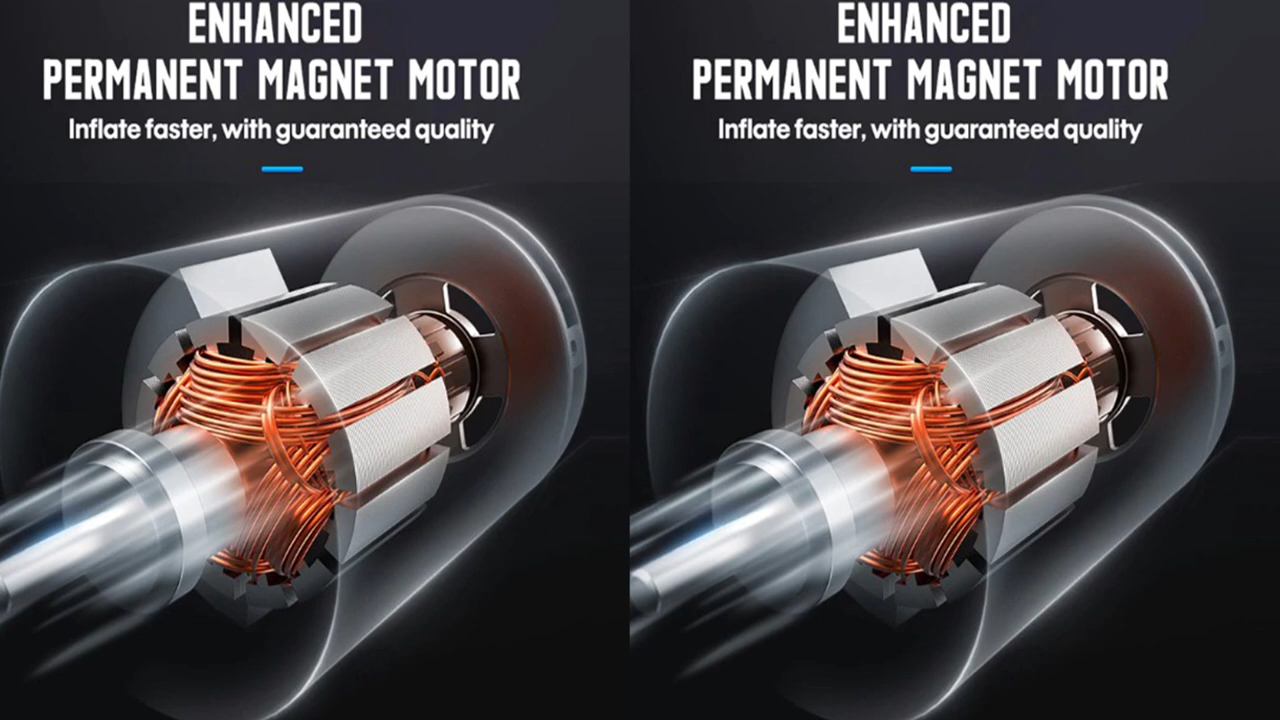 ENHANCED
PERMANENT MAGNET MOTOR
Inflate faster, with guaranteed quality
ENHANCED
PERMANENT MAGNET MOTOR
Inflate faster, with guaranteed quality